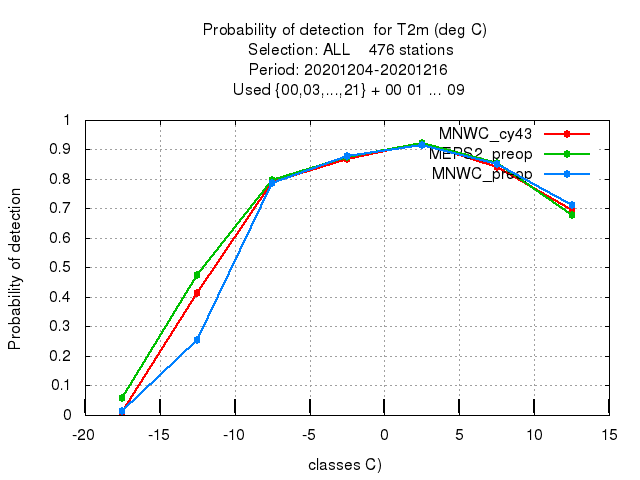 Probability of detection for T2m (deg C)
Selection: ALL 476 stations
Period: 20201204-20201216
Used {00,03,...,21} + 00 01 ... 09
MNWC_cy43
MEPS2_preop
MNWC_preop
Probability of detection
1
0.9
0.8
0.7
0.6
0.5
0.4
0.3
0.2
0.1
0
-20 -15 -10 -5 0 5 10 15
classes C)